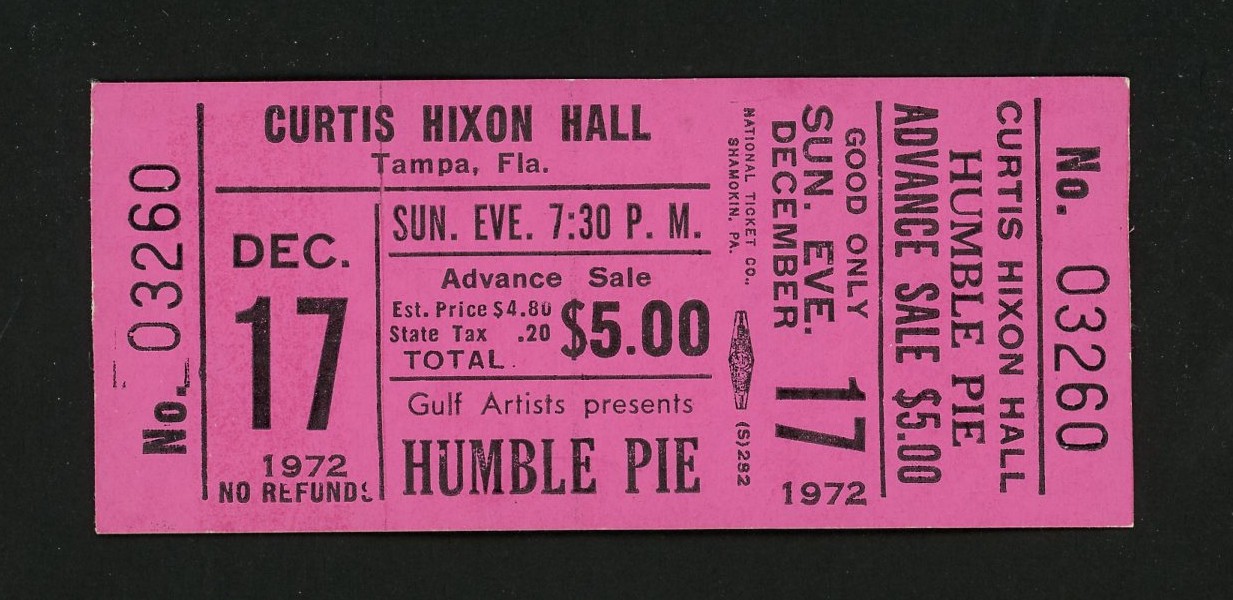 No. 03260
CURTIS HIXON HALL
Tampa, Fla.
DEC.
17
1972
NO REFUNDS
SUN. EVE. 7:30 P. M.
Advance Sale
Est. Price $4.80
State Tax .20
TOTAL $5.00
Gulf Artists presents
HUMBLE PIE
NATIONAL TICKET CO.,
SHAMOKIN, PA.
(S)292
GOOD ONLY
SUN. EVE.
DECEMBER
17
1972
CURTIS HIXON HALL
HUMBLE PIE
ADVANCE SALE $5.00
No. 03260